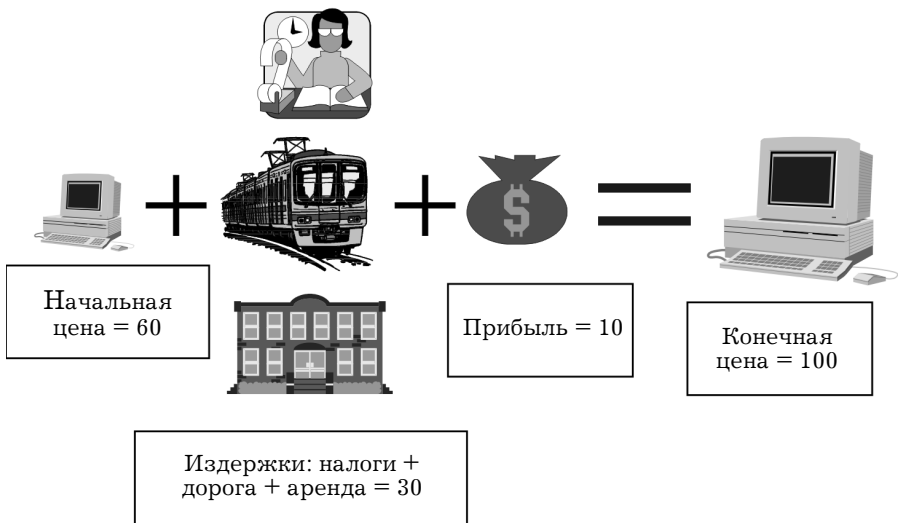 Начальная
цена = 60
Прибыль = 10
Конечная
цена = 100
Издержки: налоги +
дорога + аренда = 30